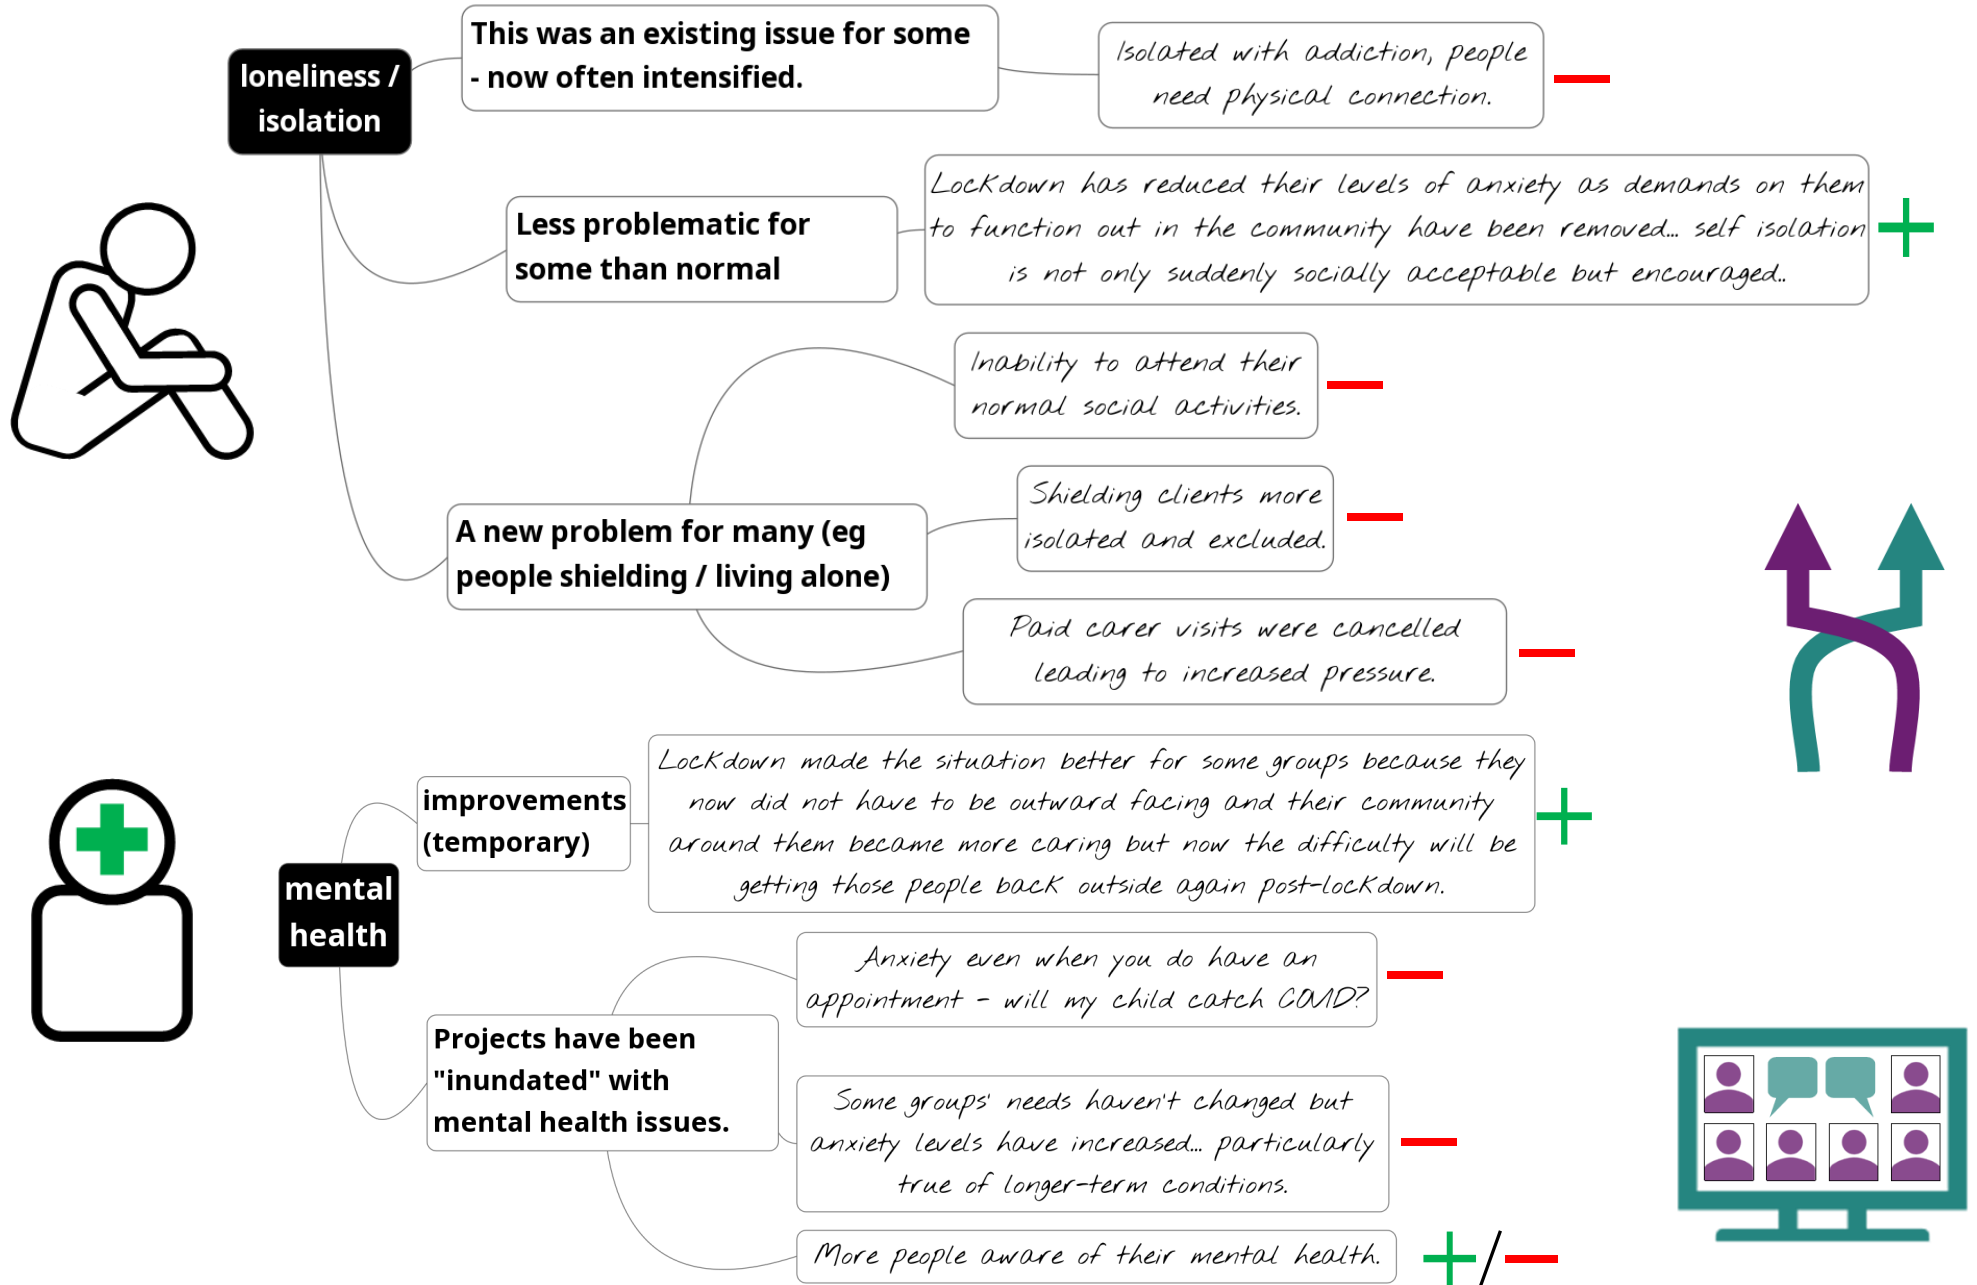 loneliness /
isolation
This was an existing issue for some
- now often intensified.
Isolated with addiction, people
need physical connection.
Less problematic for
some than normal
Lockdown has reduced their levels of anxiety as demands on them
to function out in the community have been removed... self isolation
is not only suddenly socially acceptable but encouraged..
A new problem for many (eg
people shielding / living alone)
Inability to attend their
normal social activities.
Shielding clients more
isolated and excluded.
Paid carer visits were cancelled
leading to increased pressure.
mental
health
improvements
(temporary)
Lockdown made the situation better for some groups because they
now did not have to be outward facing and their community
around them became more caring but now the difficulty will be
getting those people back outside again post-lockdown.
Projects have been
"inundated" with
mental health issues.
Anxiety even when you do have an
appointment - will my child catch COVID?
Some groups' needs haven't changed but
anxiety levels have increased... particularly
true of longer-term conditions.
More people aware of their mental health.